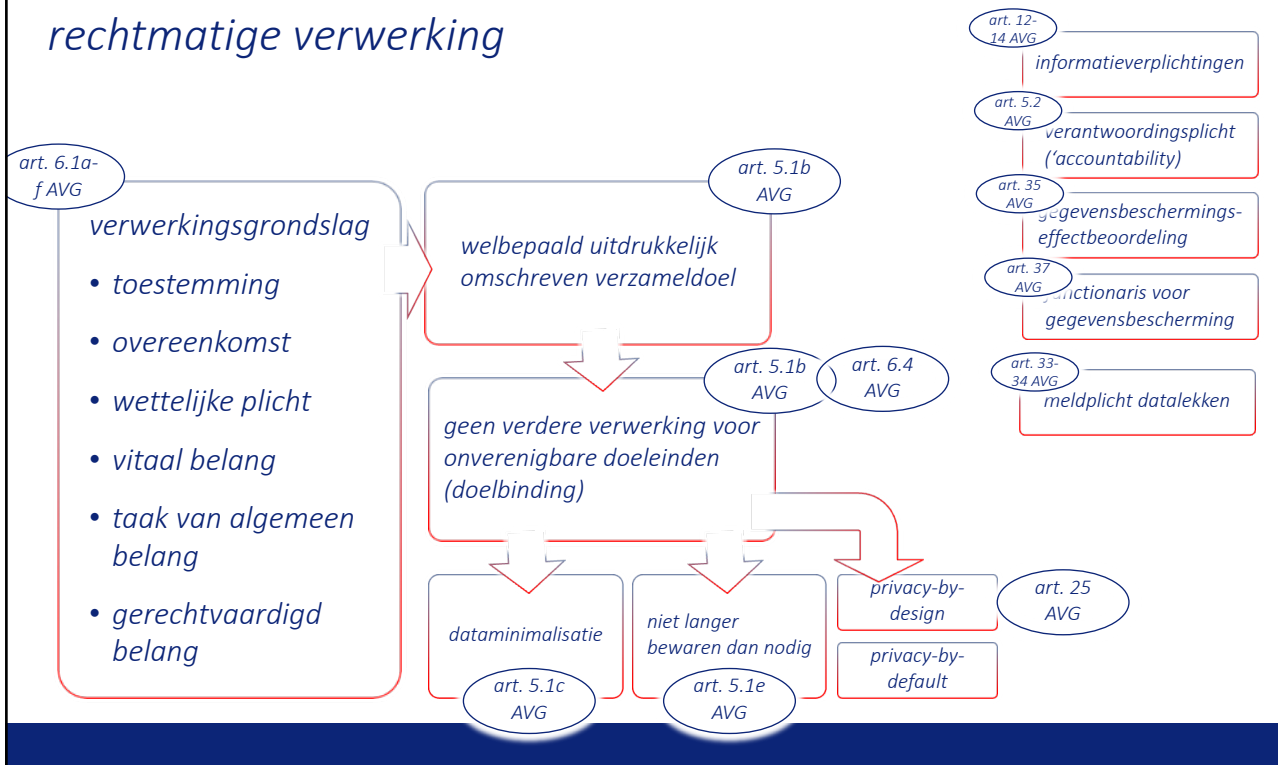 rechtmatige verwerking
art. 6.1a-
f AVG
verwerkingsgrondslag
• toestemming
• overeenkomst
• wettelijke plicht
• vitaal belang
• taak van algemeen
belang
• gerechtvaardigd
belang
art. 5.1b
AVG
welbepaald uitdrukkelijk
omschreven verzameldoel
art. 5.1b
AVG
art. 6.4
AVG
geen verdere verwerking voor
onverenigbare doeleinden
(doelbinding)
dataminimalisatie
art. 5.1c
AVG
niet langer
bewaren dan nodig
art. 5.1e
AVG
privacy-by-
design
art. 25
AVG
privacy-by-
default
art. 12-
14 AVG
informatieverplichtingen
art. 5.2
AVG
verantwoordingsplicht
('accountability)
art. 35
AVG
gegevensbeschermings-
effectbeoordeling
art. 37
AVG
functionaris voor
gegevensbescherming
art. 33-
34 AVG
meldplicht datalekken